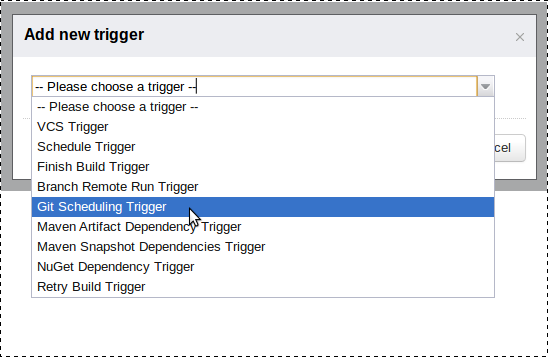 Add new trigger
×
-- Please choose a trigger --
-- Please choose a trigger --
VCS Trigger
Schedule Trigger
Finish Build Trigger
Branch Remote Run Trigger
Git Scheduling Trigger
Maven Artifact Dependency Trigger
Maven Snapshot Dependencies Trigger
NuGet Dependency Trigger
Retry Build Trigger
cel